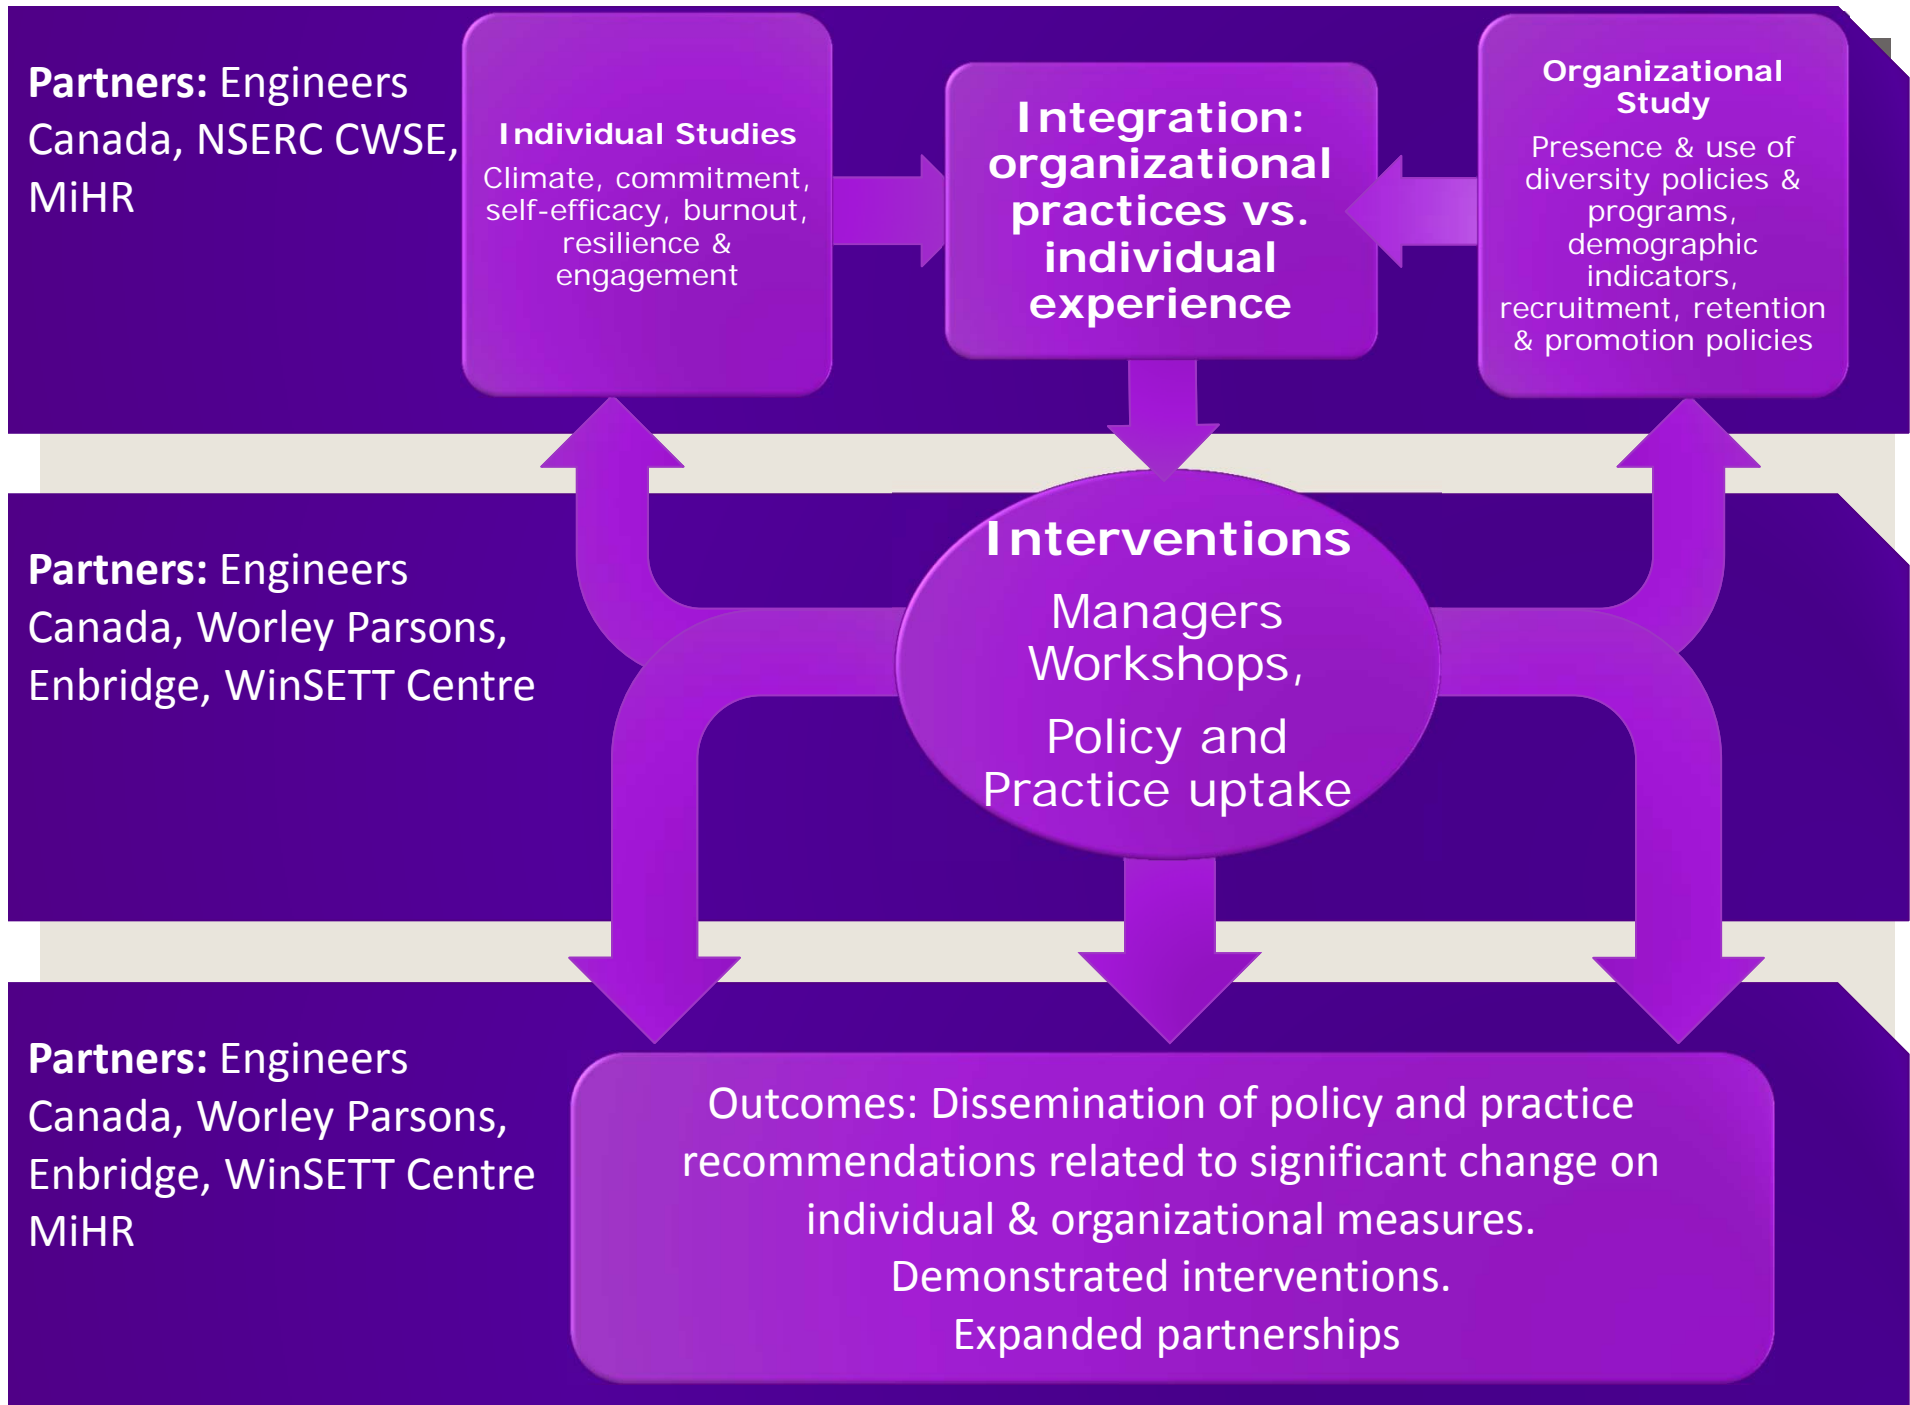 Partners: Engineers
Canada, NSERC CWSE,
MiHR
Individual Studies
Climate, commitment,
self-efficacy, burnout,
resilience &
engagement
Integration:
organizational
practices vs.
individual
experience
Organizational
Study
Presence & use of
diversity policies &
programs,
demographic
indicators,
recruitment, retention
& promotion policies
Partners: Engineers
Canada, Worley Parsons,
Enbridge, WinSETT Centre
Interventions
Managers
Workshops,
Policy and
Practice uptake
Partners: Engineers
Canada, Worley Parsons,
Enbridge, WinSETT Centre
MiHR
Outcomes: Dissemination of policy and practice
recommendations related to significant change on
individual & organizational measures.
Demonstrated interventions.
Expanded partnerships